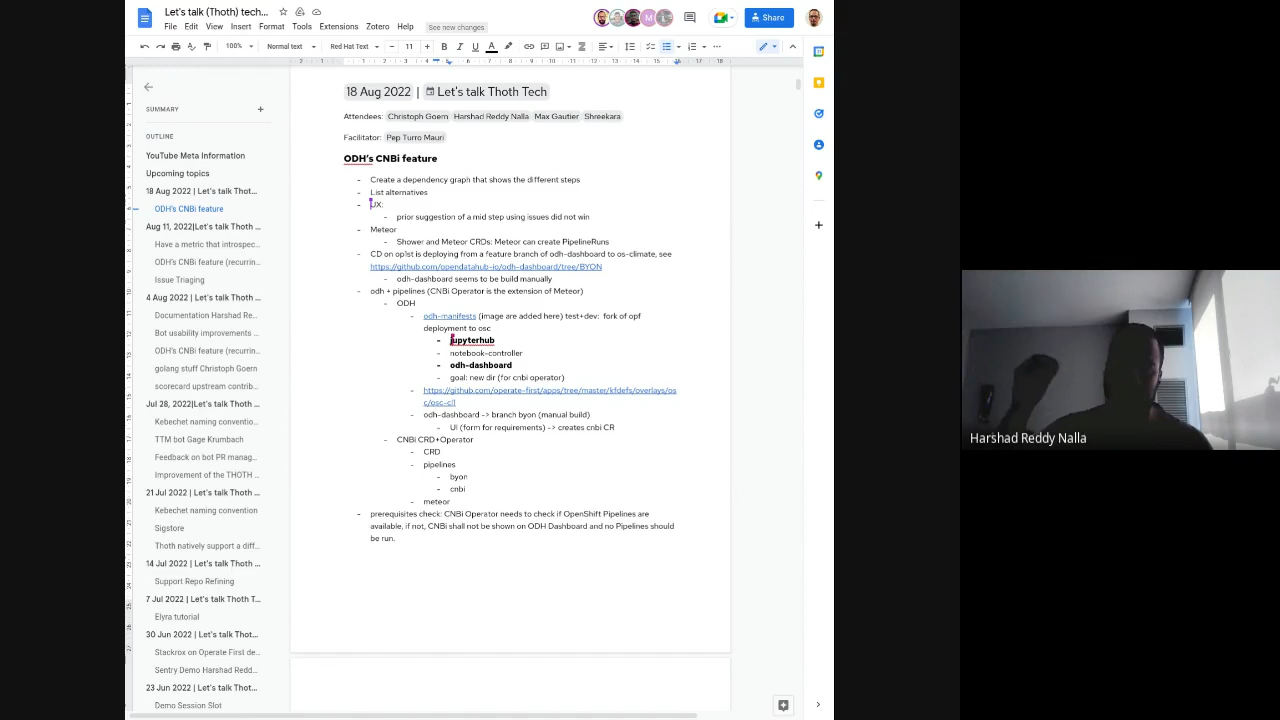 Let's talk (Thoth) tech...
File Edit View Insert Format Tools Extensions Zotero Help See new changes
Share
100% Normal text Red Hat Text 11
SUMMARY
OUTLINE
YouTube Meta Information
Upcoming topics
18 Aug 2022 | Let's talk Thot...
ODH's CNBi feature
Aug 11, 2022|Let's talk Thoth ...
Have a metric that introspec...
ODH's CNBi feature (recurrin...
Issue Triaging
4 Aug 2022 | Let's talk Thoth ...
Documentation Harshad Re...
Bot usability improvements ...
ODH's CNBi feature (recurrin...
golang stuff Christoph Goern
scorecard upstream contrib...
Jul 28, 2022|Let's talk Thoth ...
Kebechet naming conventio...
TTM bot Gage Krumbach
Feedback on bot PR manag...
Improvement of the THOTH ...
21 Jul 2022 | Let's talk Thoth ...
Kebechet naming convention
Sigstore
Thoth natively support a diff...
14 Jul 2022 | Let's talk Thoth ...
Support Repo Refining
7 Jul 2022 | Let's talk Thoth T...
Elyra tutorial
30 Jun 2022 | Let's talk Thot...
Stackrox on Operate First de...
Sentry Demo Harshad Redd...
23 Jun 2022 | Let's talk Thot...
Demo Session Slot
18 Aug 2022 | Let's talk Thoth Tech
Attendees: Christoph Goern Harshad Reddy Nalla Max Gautier Shreekara
Facilitator: Pep Turro Mauri
ODH's CNBi feature
- Create a dependency graph that shows the different steps
- List alternatives
- UX:
- prior suggestion of a mid step using issues did not win
- Meteor
- Shower and Meteor CRDs: Meteor can create PipelineRuns
- CD on op1st is deploying from a feature branch of odh-dashboard to os-climate, see
https://github.com/opendatahub-io/odh-dashboard/tree/BYON
- odh-dashboard seems to be build manually
- odh + pipelines (CNBi Operator is the extension of Meteor)
- ODH
- odh-manifests (image are added here) test+dev: fork of opf
deployment to osc
- jupyterhub
- notebook-controller
- odh-dashboard
- goal: new dir (for cnbi operator)
- https://github.com/operate-first/apps/tree/master/kfdefs/overlays/os
c/osc-cl1
- odh-dashboard -> branch byon (manual build)
- UI (form for requirements) -> creates cnbi CR
- CNBi CRD+Operator
- CRD
- pipelines
- byon
- cnbi
- meteor
- prerequisites check: CNBi Operator needs to check if OpenShift Pipelines are
available, if not, CNBi shall not be shown on ODH Dashboard and no Pipelines should
be run.
Harshad Reddy Nalla